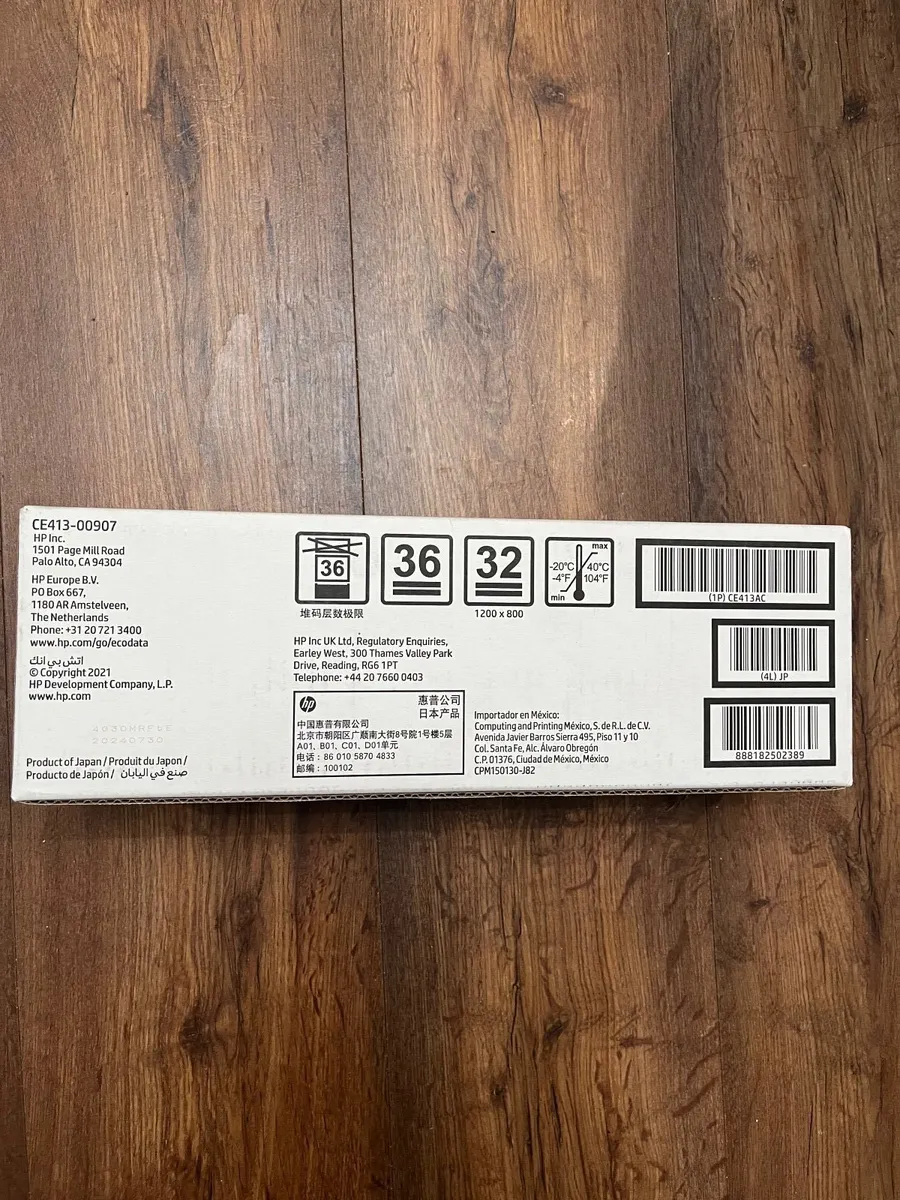 CE413-00907
HP Inc.
1501 Page Mill Road
Palo Alto, CA 94304
HP Europe B.V.
PO Box 667,
1180 AR Amstelveen,
The Netherlands
Phone: +31 20 721 3400
www.hp.com/go/ecodata
اتش بي انك
© Copyright 2021
HP Development Company, L.P.
www.hp.com
20240730
Product of Japan / Produit du Japon /
Producto de Japón / صنع في اليابان
36
堆码层数极限
36
32
1200 x 800
max
-20°C 40°C
-4°F 104°F
min
HP Inc UK Ltd, Regulatory Enquiries,
Earley West, 300 Thames Valley Park
Drive, Reading, RG6 1PT
Telephone: +44 20 7660 0403
hp
惠普公司
日本产品
中国惠普有限公司
北京市朝阳区广顺南大街8号院1号楼5层
A01, B01, C01, D01单元
电话：86 010 5870 4833
邮编：100102
Importador en México:
Computing and Printing México, S. de R.L. de C.V.
Avenida Javier Barros Sierra 495, Piso 11 y 10
Col. Santa Fe, Alc. Álvaro Obregón
C.P. 01376, Ciudad de México, México
CPM150130-J82
(1P) CE413AC
(4L) JP
888182502389